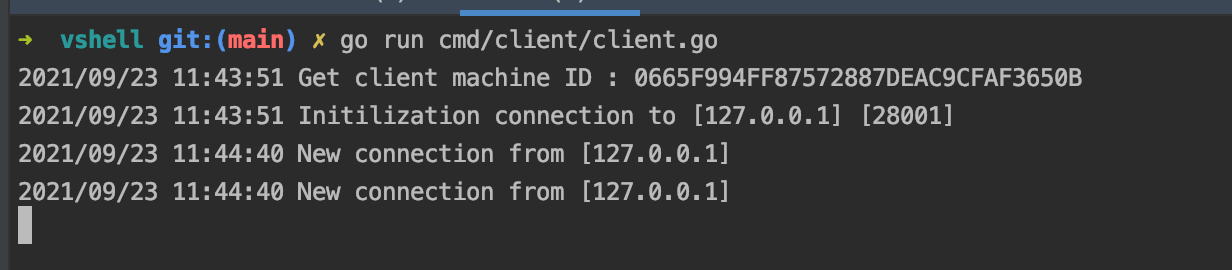 ➜ vshell git:(main) ✗ go run cmd/client/client.go
2021/09/23 11:43:51 Get client machine ID : 0665F994FF87572887DEAC9CFAF3650B
2021/09/23 11:43:51 Initilization connection to [127.0.0.1] [28001]
2021/09/23 11:44:40 New connection from [127.0.0.1]
2021/09/23 11:44:40 New connection from [127.0.0.1]